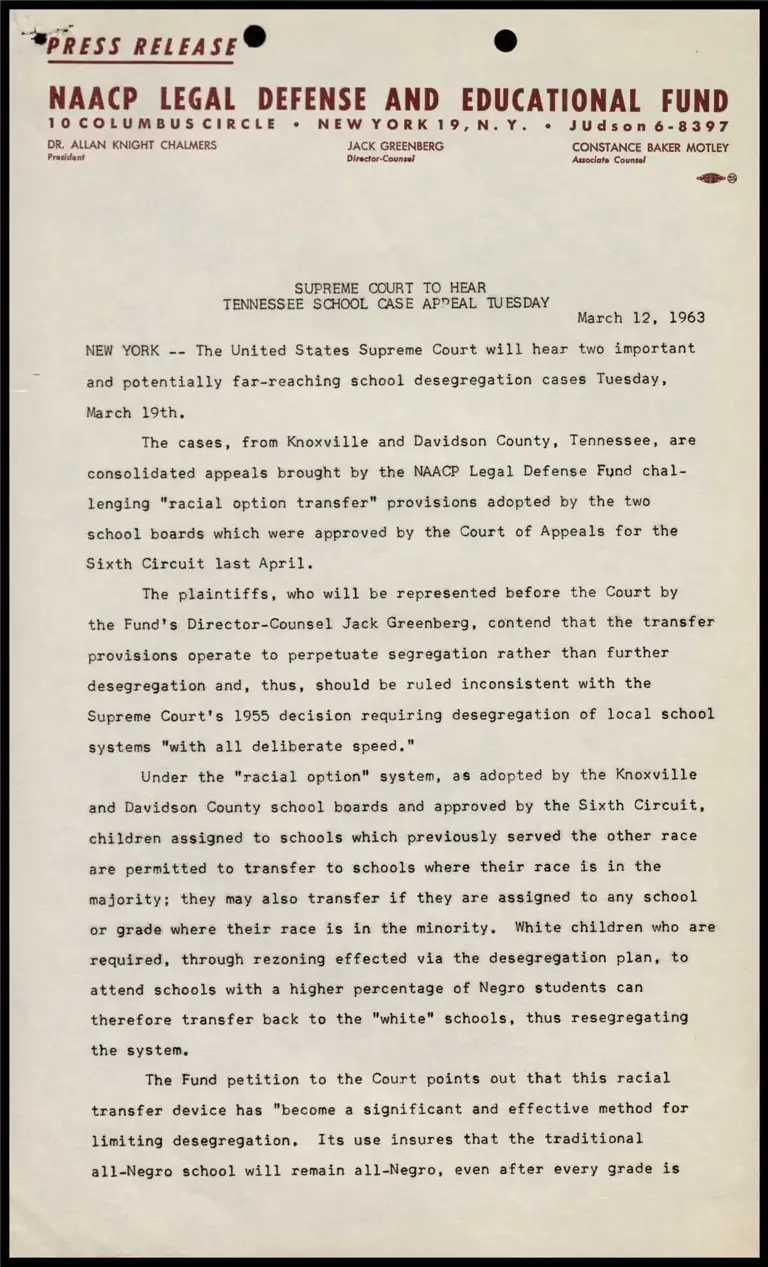 PRESS RELEASE
NAACP LEGAL DEFENSE AND EDUCATIONAL FUND
10 COLUMBUS CIRCLE • NEW YORK 19, N. Y. • JUdson 6-8397
DR. ALLAN KNIGHT CHALMERS JACK GREENBERG CONSTANCE BAKER MOTLEY
President Director-Counsel Associate Counsel
SUPREME COURT TO HEAR
TENNESSEE SCHOOL CASE APPEAL TUESDAY
March 12, 1963
NEW YORK -- The United States Supreme Court will hear two important
and potentially far-reaching school desegregation cases Tuesday,
March 19th.
The cases, from Knoxville and Davidson County, Tennessee, are
consolidated appeals brought by the NAACP Legal Defense Fund chal-
lenging "racial option transfer" provisions adopted by the two
school boards which were approved by the Court of Appeals for the
Sixth Circuit last April.
The plaintiffs, who will be represented before the Court by
the Fund's Director-Counsel Jack Greenberg, contend that the transfer
provisions operate to perpetuate segregation rather than further
desegregation and, thus, should be ruled inconsistent with the
Supreme Court's 1955 decision requiring desegregation of local school
systems "with all deliberate speed."
Under the "racial option" system, as adopted by the Knoxville
and Davidson County school boards and approved by the Sixth Circuit,
children assigned to schools which previously served the other race
are permitted to transfer to schools where their race is in the
majority; they may also transfer if they are assigned to any school
or grade where their race is in the minority. White children who are
required, through rezoning effected via the desegregation plan, to
attend schools with a higher percentage of Negro students can
therefore transfer back to the "white" schools, thus resegregating
the system.
The Fund petition to the Court points out that this racial
transfer device has "become a significant and effective method for
limiting desegregation. Its use insures that the traditional
all-Negro school will remain all-Negro, even after every grade is